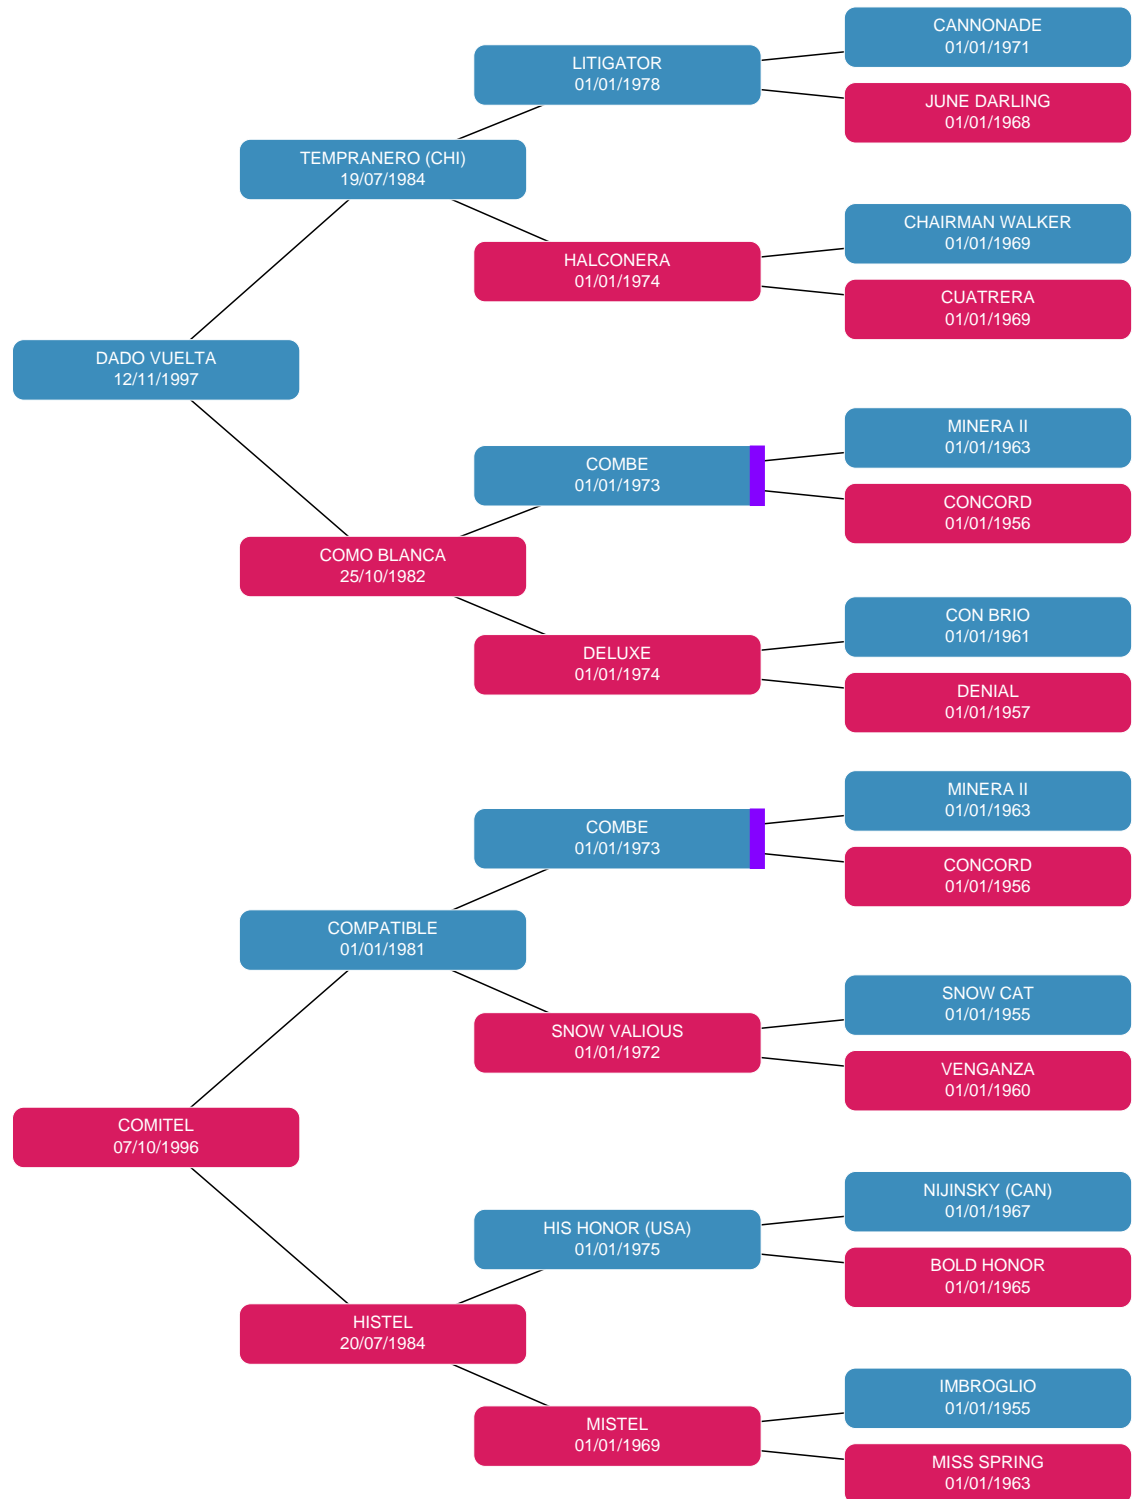 CANNONADE
01/01/1971
LITIGATOR
01/01/1978
JUNE DARLING
01/01/1968
TEMPRANERO (CHI)
19/07/1984
CHAIRMAN WALKER
01/01/1969
HALCONERA
01/01/1974
CUATRERA
01/01/1969
DADO VUELTA
12/11/1997
MINERA II
01/01/1963
COMBE
01/01/1973
CONCORD
01/01/1956
COMO BLANCA
25/10/1982
CON BRIO
01/01/1961
DELUXE
01/01/1974
DENIAL
01/01/1957
MINERA II
01/01/1963
COMBE
01/01/1973
CONCORD
01/01/1956
COMPATIBLE
01/01/1981
SNOW CAT
01/01/1955
SNOW VALIOUS
01/01/1972
VENGANZA
01/01/1960
COMITEL
07/10/1996
NIJINSKY (CAN)
01/01/1967
HIS HONOR (USA)
01/01/1975
BOLD HONOR
01/01/1965
HISTEL
20/07/1984
IMBROGLIO
01/01/1955
MISTEL
01/01/1969
MISS SPRING
01/01/1963